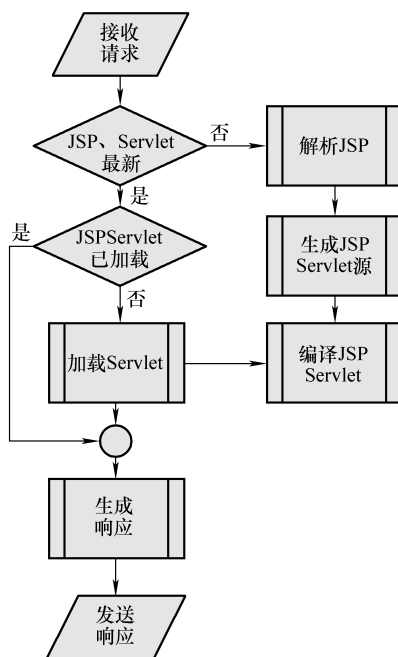 接收
请求
JSP、Servlet
最新
否
解析JSP
是
是
JSPServlet
已加载
生成JSP
Servlet源
否
加载Servlet
编译JSP
Servlet
生成
响应
发送
响应